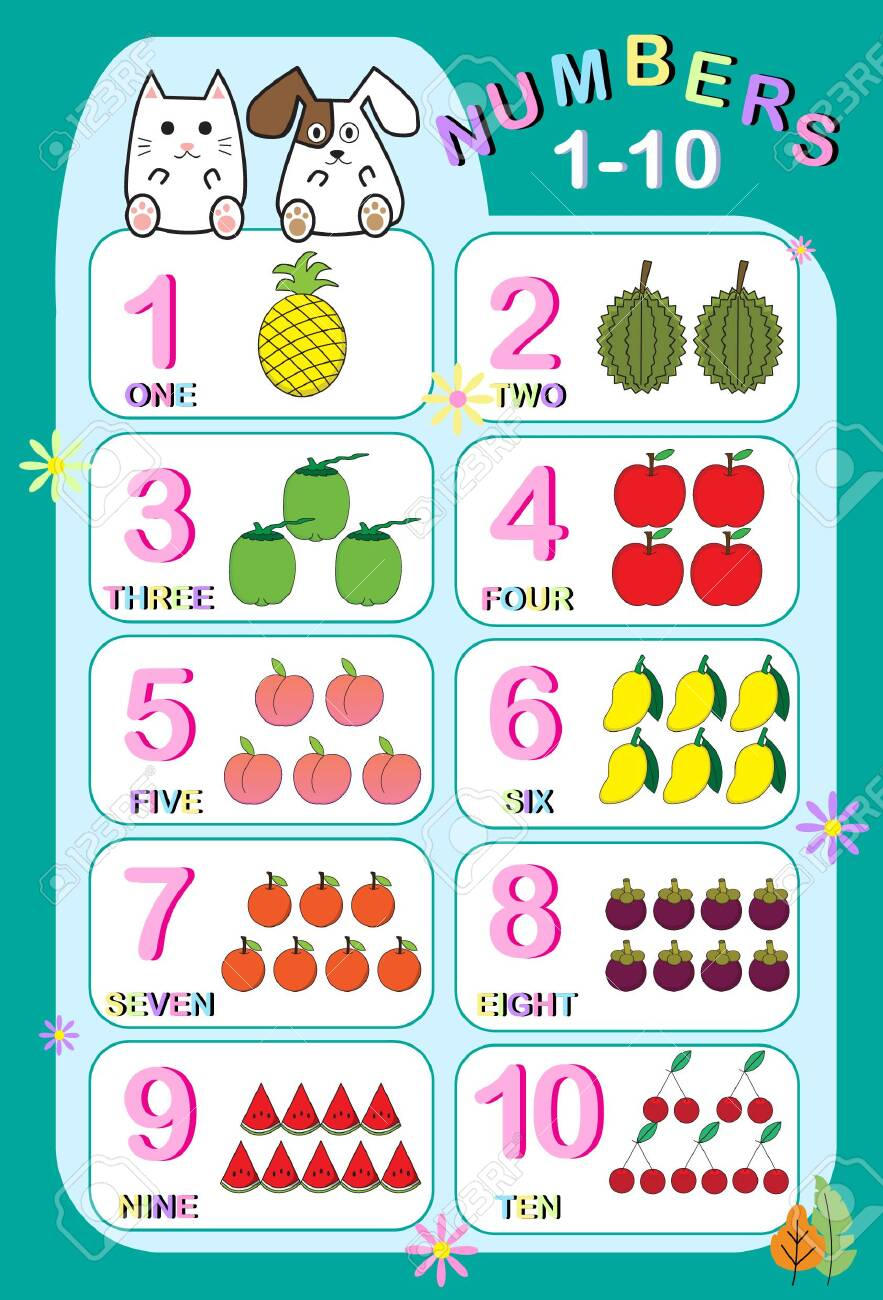 NUMBERS
1-10
1
ONE
2
TWO
3
THREE
4
FOUR
5
FIVE
6
SIX
7
SEVEN
8
EIGHT
9
NINE
10
TEN
123RF